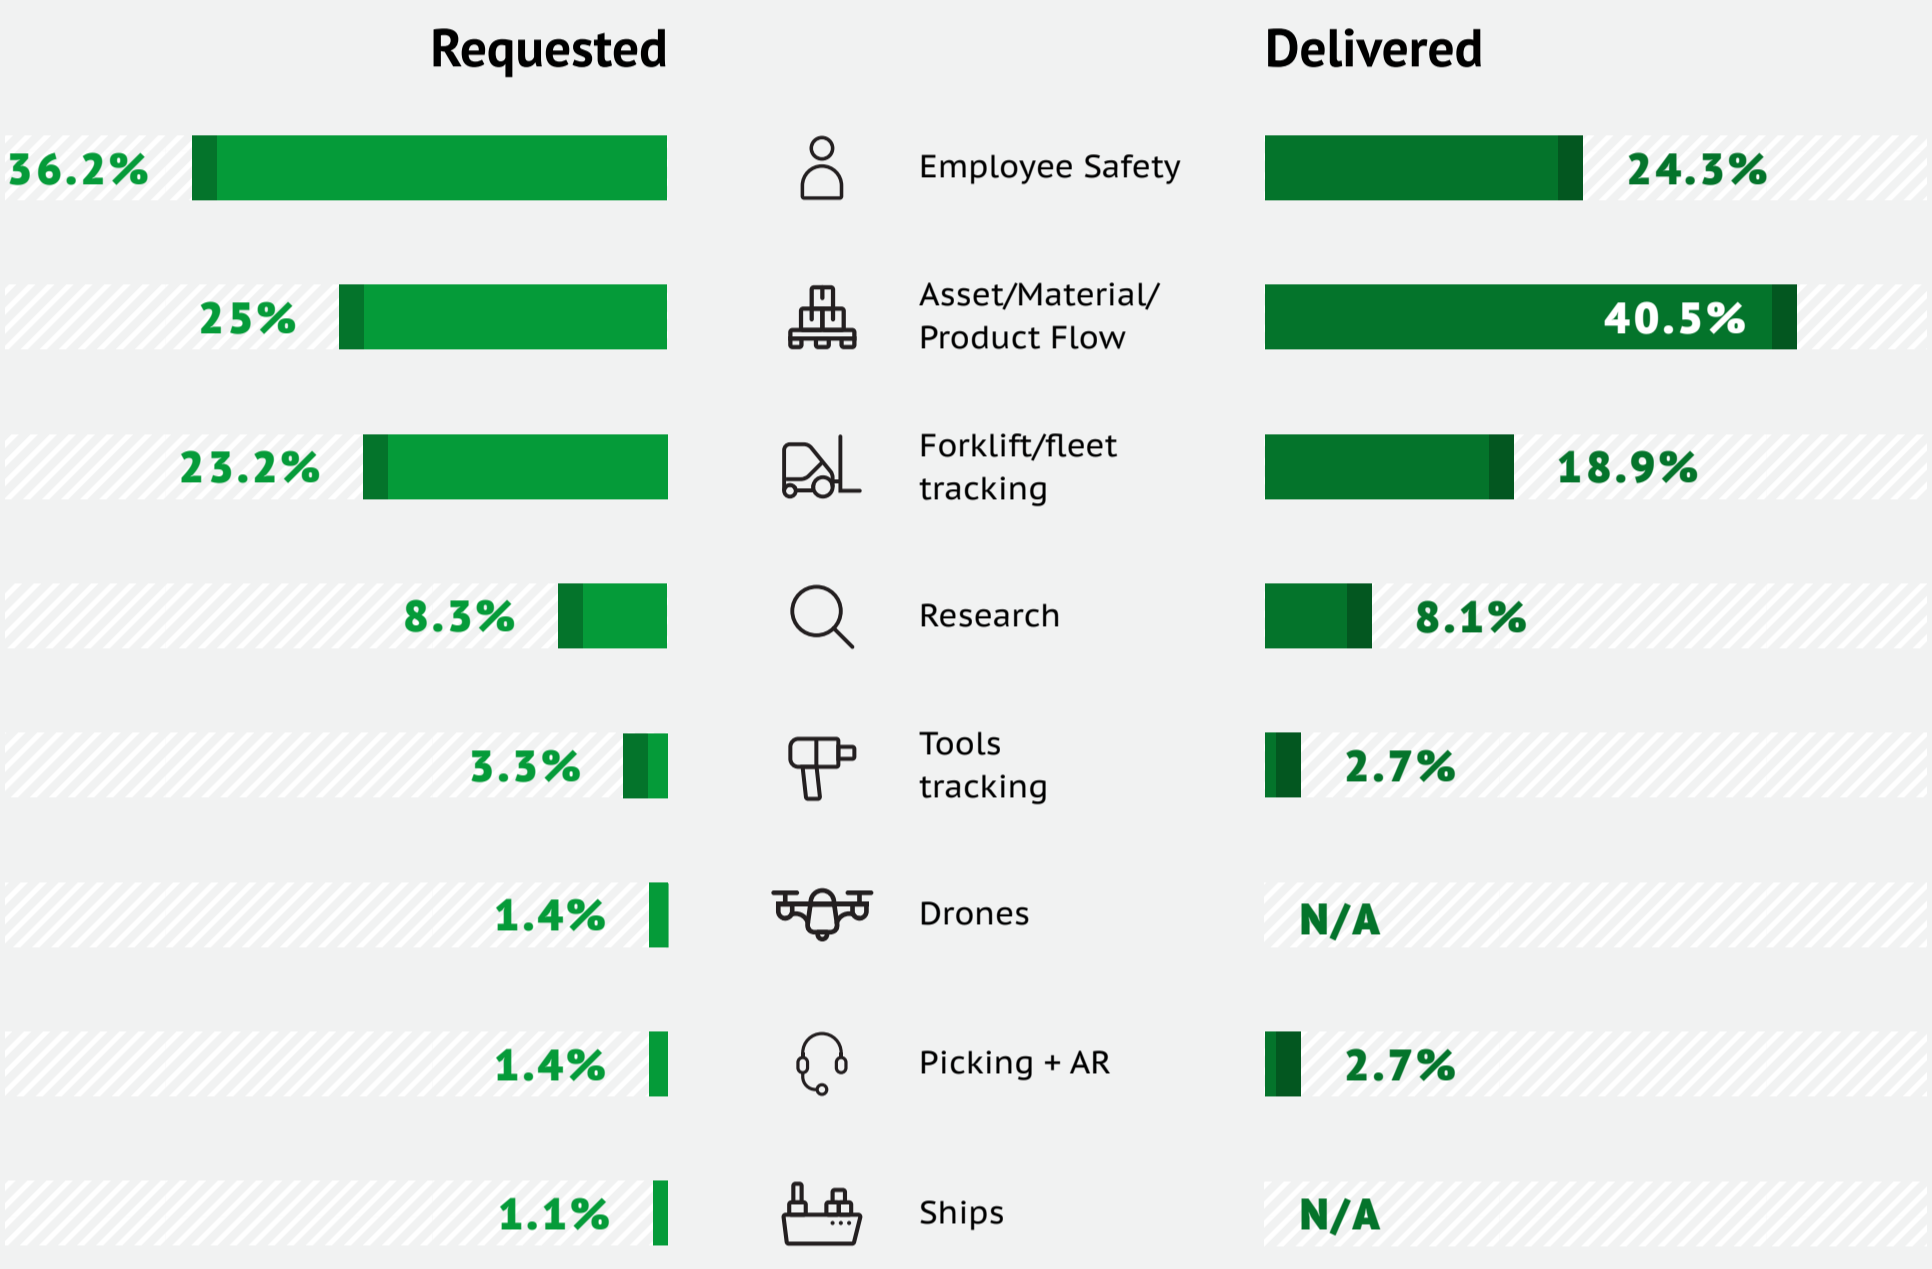 Requested
Delivered
36.2%
Employee Safety
24.3%
25%
Asset/Material/
Product Flow
40.5%
23.2%
Forklift/fleet
tracking
18.9%
8.3%
Research
8.1%
3.3%
Tools
tracking
2.7%
1.4%
Drones
N/A
1.4%
Picking + AR
2.7%
1.1%
Ships
N/A